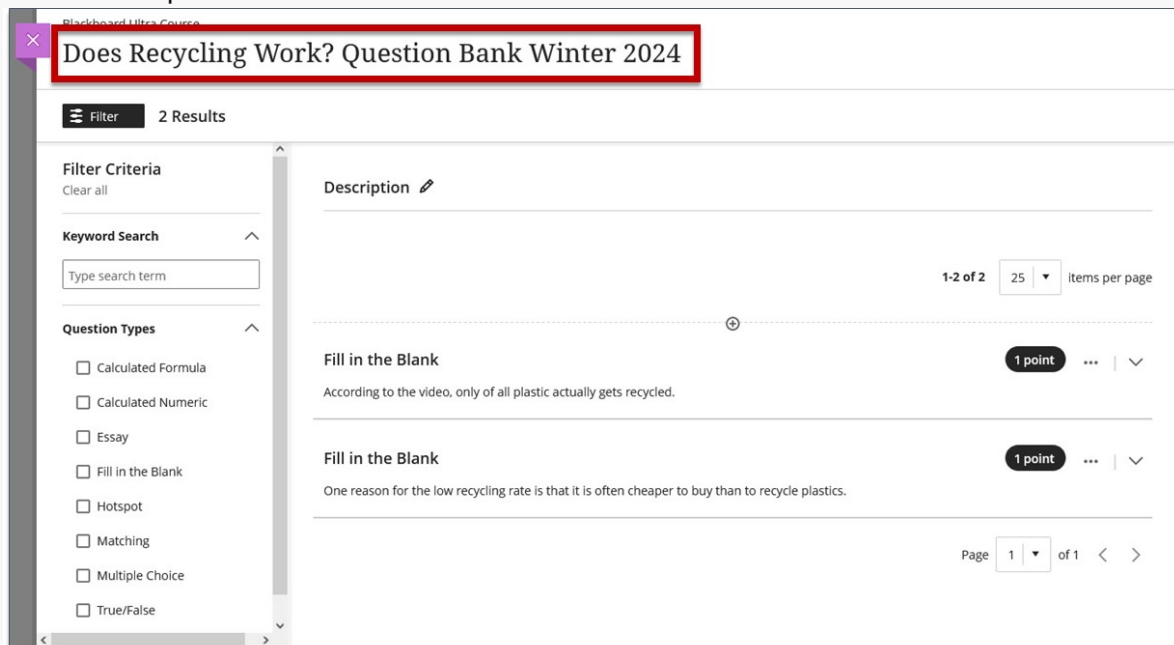 Blackboard Ultra Course
Does Recycling Work? Question Bank Winter 2024
Filter
2 Results
Filter Criteria
Clear all
Keyword Search
Type search term
Question Types
Calculated Formula
Calculated Numeric
Essay
Fill in the Blank
Hotspot
Matching
Multiple Choice
True/False
Description
1-2 of 2 25 items per page
Fill in the Blank
1 point
According to the video, only of all plastic actually gets recycled.
Fill in the Blank
1 point
One reason for the low recycling rate is that it is often cheaper to buy than to recycle plastics.
Page 1 of 1